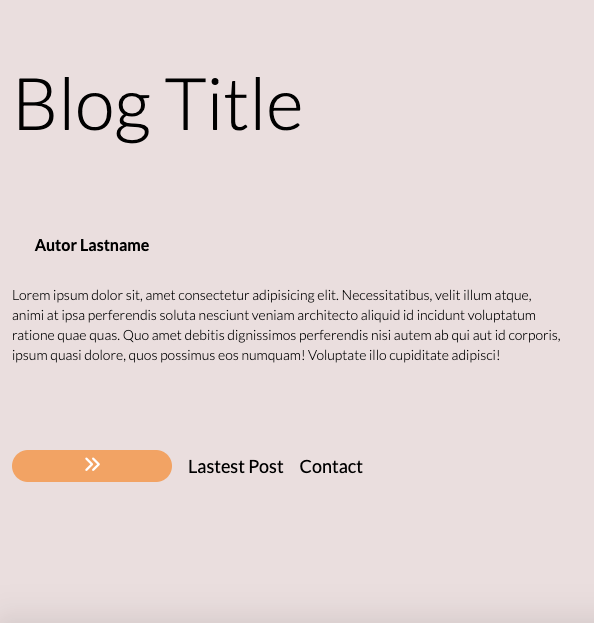 Blog Title
Autor Lastname
Lorem ipsum dolor sit, amet consectetur adipisicing elit. Necessitatibus, velit illum atque,
animi at ipsa perferendis soluta nesciunt veniam architecto aliquid id incidunt voluptatum
ratione quae quas. Quo amet debitis dignissimos perferendis nisi autem ab qui aut id corporis,
ipsum quasi dolore, quos possimus eos numquam! Voluptate illo cupiditate adipisci!
Lastest Post Contact